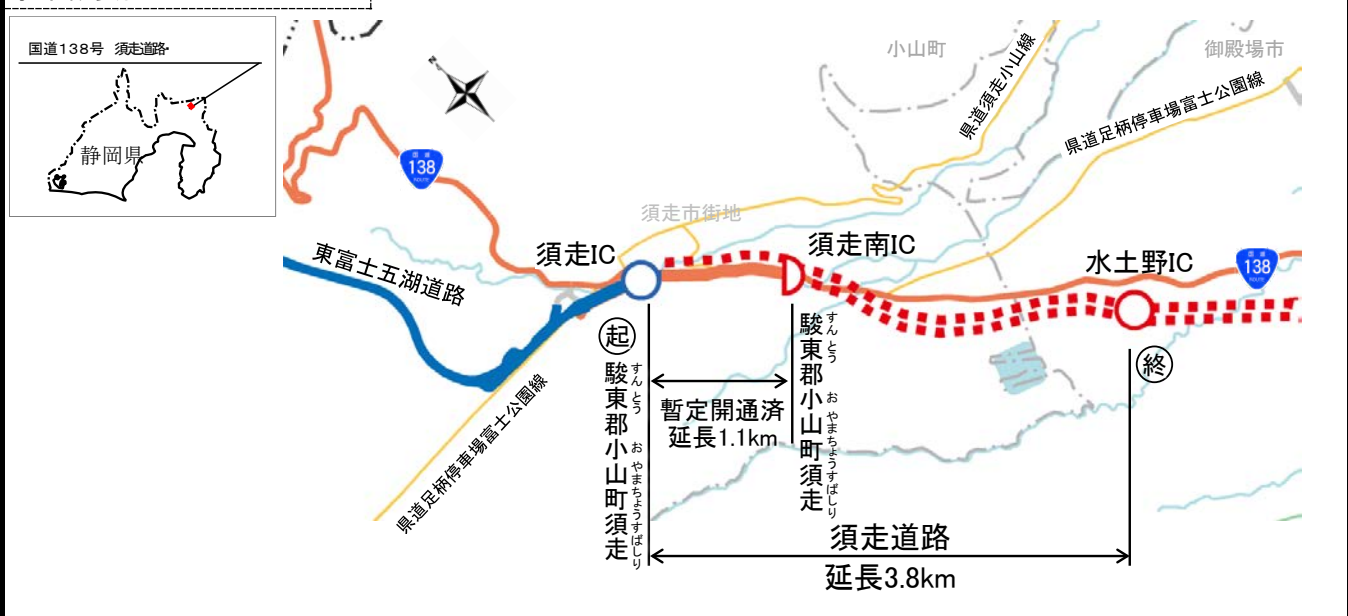 国道138号 須走道路
静岡県
N
小山町
御殿場市
県道須走小山線
県道足柄停車場富士公園線
国道
138
ROUTE
須走市街地
東富士五湖道路
須走IC
須走南IC
水土野IC
国道
138
ROUTE
起
駿東郡小山町須走
すんとう おやまちょうすばしり
暫定開通済
延長1.1km
駿東郡小山町須走
すんとう おやまちょうすばしり
終
県道足柄停車場富士公園線
須走道路
延長3.8km